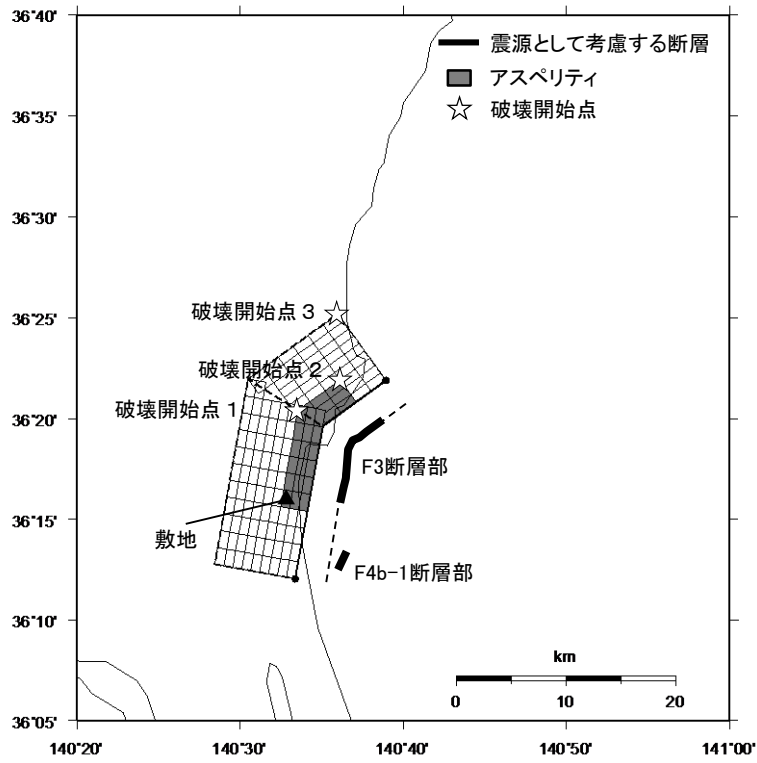 36°40'
震源として考慮する断層
アスペリティ
破壊開始点
36°35'
36°30'
36°25'
破壊開始点３
破壊開始点２
36°20'
破壊開始点１
F3断層部
36°15'
敷地
F4b-1断層部
36°10'
km
0 10 20
36°05'
140°20' 140°30' 140°40' 140°50' 141°00'